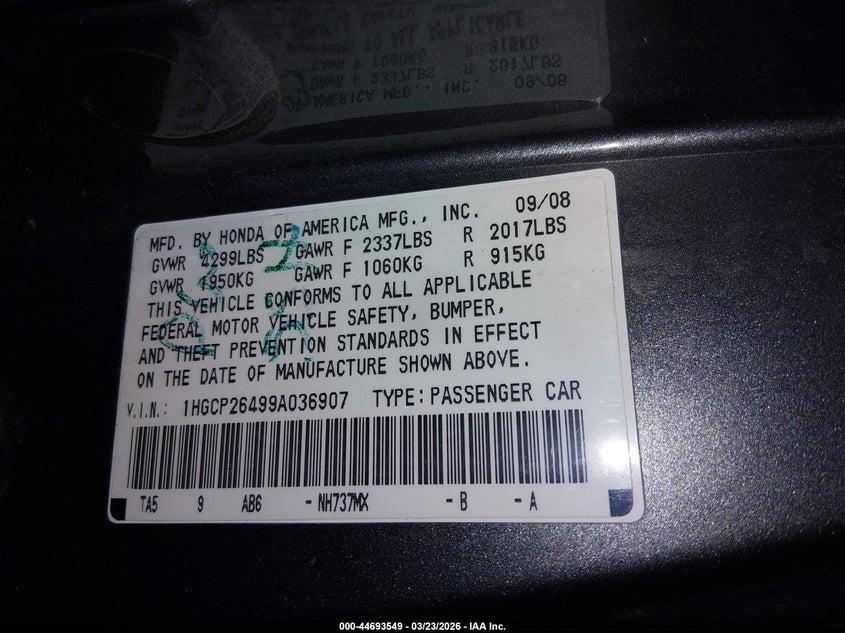 MFD. BY HONDA OF AMERICA MFG., INC. 09/08
GVWR 4299LBS GAWR F 2337LBS R 2017LBS
GVWR 1950KG GAWR F 1060KG R 915KG
THIS VEHICLE CONFORMS TO ALL APPLICABLE
FEDERAL MOTOR VEHICLE SAFETY, BUMPER,
AND THEFT PREVENTION STANDARDS IN EFFECT
ON THE DATE OF MANUFACTURE SHOWN ABOVE.
V.I.N.: 1HGCP26499A036907 TYPE:PASSENGER CAR
TA5 9 AB6 -NH737MX -B -A
000-44693549 - 03/23/2026 - IAA Inc.